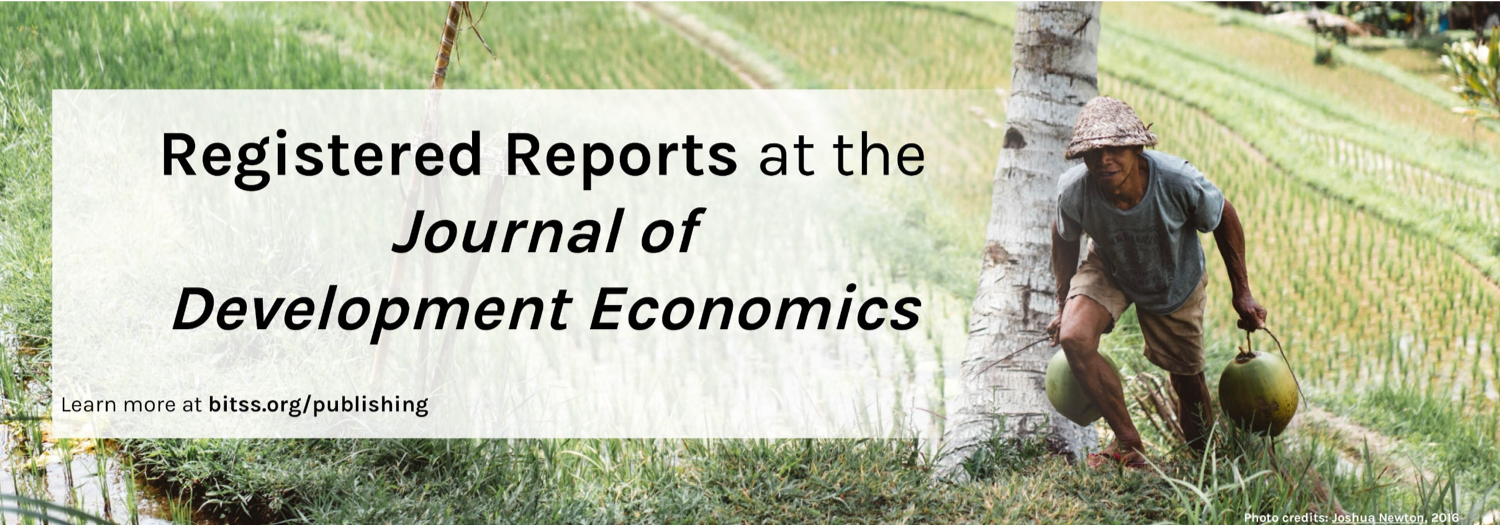 Registered Reports at the
Journal of
Development Economics
Learn more at bitss.org/publishing
Photo credits: Joshua Newton, 2016